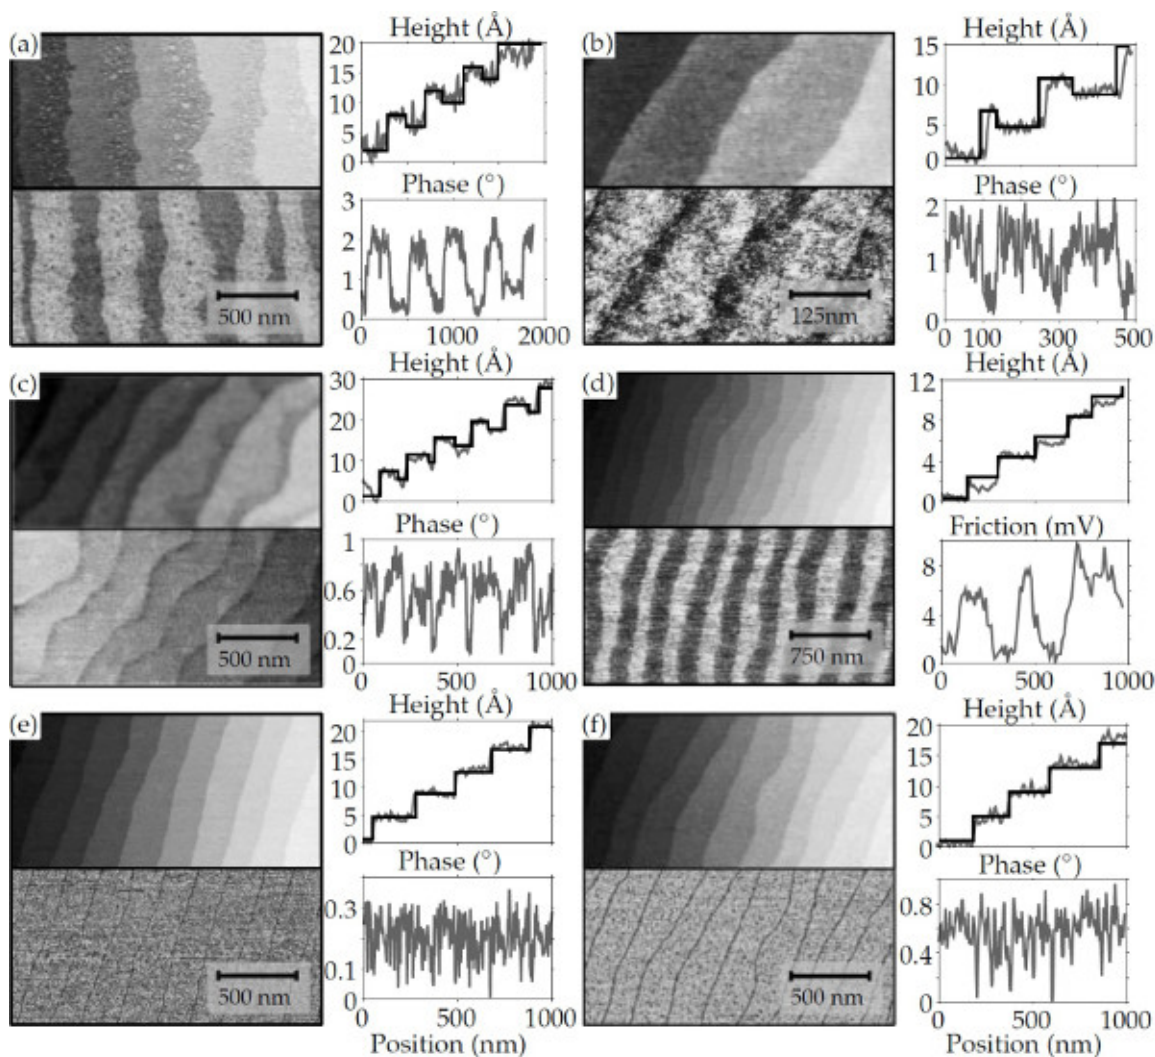 (a)
Height (Å)
20
15
10
5
0
Phase (°)
3
2
1
0
0 1000 2000
500 nm
(b)
Height (Å)
15
10
5
0
Phase (°)
2
1
0
0 100 300 500
125nm
(c)
Height (Å)
30
20
10
0
Phase (°)
1
0.6
0.2
0
0 500 1000
500 nm
(d)
Height (Å)
12
8
4
0
Friction (mV)
8
4
0
0 500 1000
750 nm
(e)
Height (Å)
20
15
10
5
0
Phase (°)
0.3
0.1
0
0 500 1000
Position (nm)
500 nm
(f)
Height (Å)
20
15
10
5
0
Phase (°)
0.8
0.4
0
0 500 1000
Position (nm)
500 nm